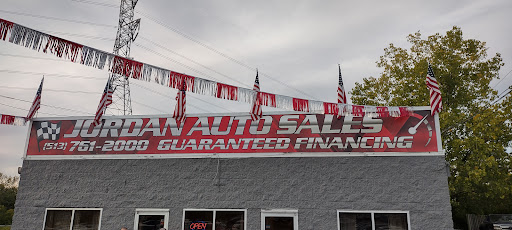 JORDAN AUTO SALES
(513) 761-2000 GUARANTEED FINANCING
OPEN